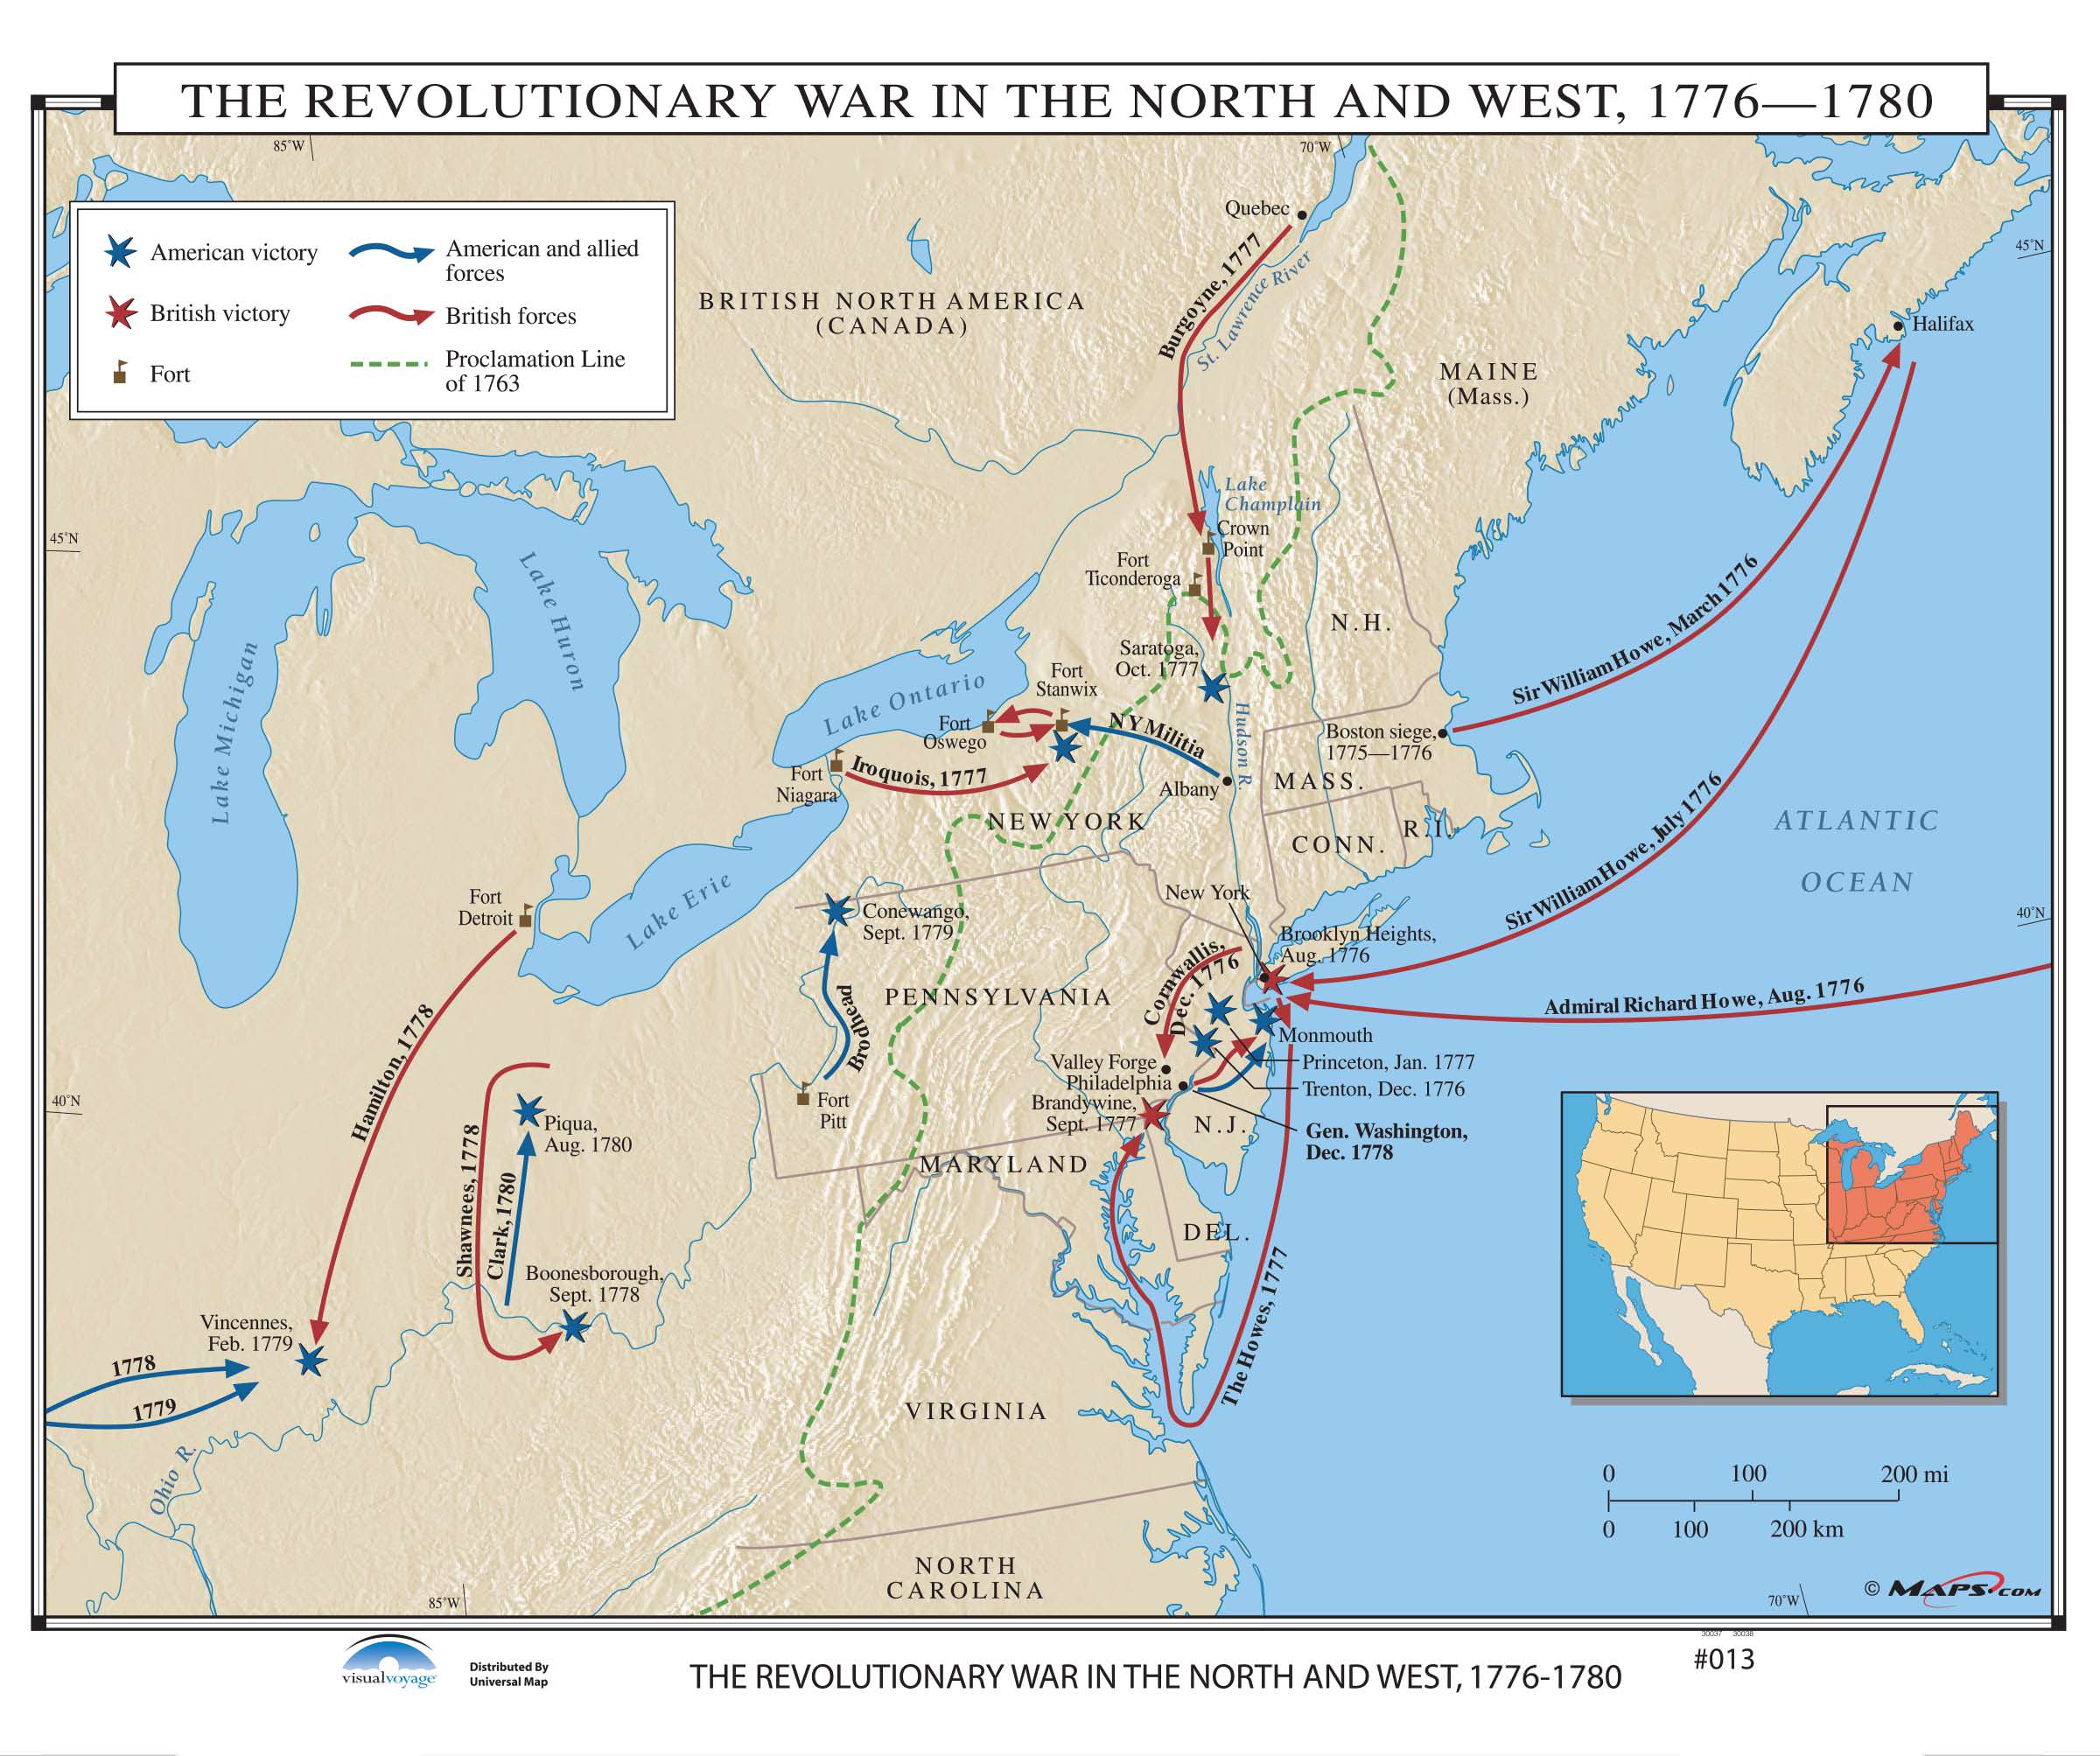 THE REVOLUTIONARY WAR IN THE NORTH AND WEST, 1776—1780
85°W
70°W
American victory
British victory
Fort
American and allied
forces
British forces
Proclamation Line
of 1763
BRITISH NORTH AMERICA
(CANADA)
Quebec
Burgoyne, 1777
St. Lawrence River
45°N
Halifax
MAINE
(Mass.)
Lake
Champlain
Crown
Point
Fort
Ticonderoga
45°N
Lake Michigan
Lake Huron
Lake Ontario
Lake Erie
N.H.
Saratoga,
Oct. 1777
Fort
Stanwix
Fort
Oswego
NY Militia
Hudson R.
Fort
Niagara
Iroquois, 1777
Albany
Boston siege,
1775—1776
MASS.
Sir William Howe, March 1776
Sir William Howe, July 1776
NEW YORK
CONN.
R.I.
ATLANTIC
OCEAN
40°N
Fort
Detroit
Conewango,
Sept. 1779
New York
Brooklyn Heights,
Aug. 1776
Cornwallis,
Dec. 1776
PENNSYLVANIA
Admiral Richard Howe, Aug. 1776
Brodhead
Hamilton, 1778
Monmouth
Princeton, Jan. 1777
Trenton, Dec. 1776
Valley Forge
Philadelphia
Brandywine,
Sept. 1777
N.J.
Gen. Washington,
Dec. 1778
40°N
Fort
Pitt
Piqua,
Aug. 1780
Shawnees, 1778
Clark, 1780
MARYLAND
DEL.
Boonesborough,
Sept. 1778
The Howes, 1777
Vincennes,
Feb. 1779
1778
1779
VIRGINIA
Ohio R.
0 100 200 mi
0 100 200 km
NORTH
CAROLINA
85°W
70°W
© MAPS.COM
30037 30038
visualvoyage
Distributed By
Universal Map
THE REVOLUTIONARY WAR IN THE NORTH AND WEST, 1776-1780
#013